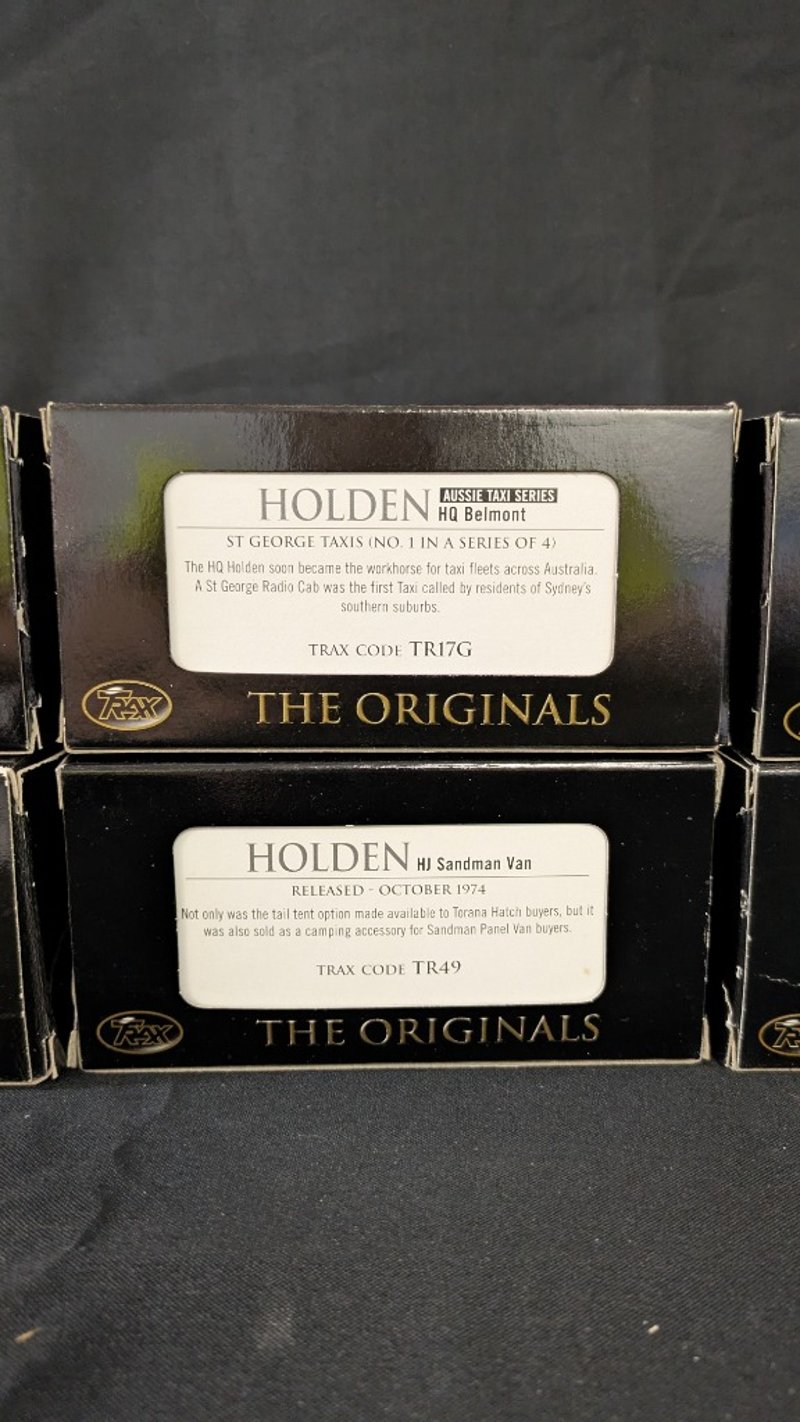 HOLDEN AUSSIE TAXI SERIES
HQ Belmont
ST GEORGE TAXIS (NO. 1 IN A SERIES OF 4)
The HQ Holden soon became the workhorse for taxi fleets across Australia.
A St George Radio Cab was the first Taxi called by residents of Sydney's
southern suburbs.
TRAX CODE TR17G
TRAX THE ORIGINALS
HOLDEN HJ Sandman Van
RELEASED - OCTOBER 1974
Not only was the tail tent option made available to Torana Hatch buyers, but it
was also sold as a camping accessory for Sandman Panel Van buyers.
TRAX CODE TR49
TRAX THE ORIGINALS